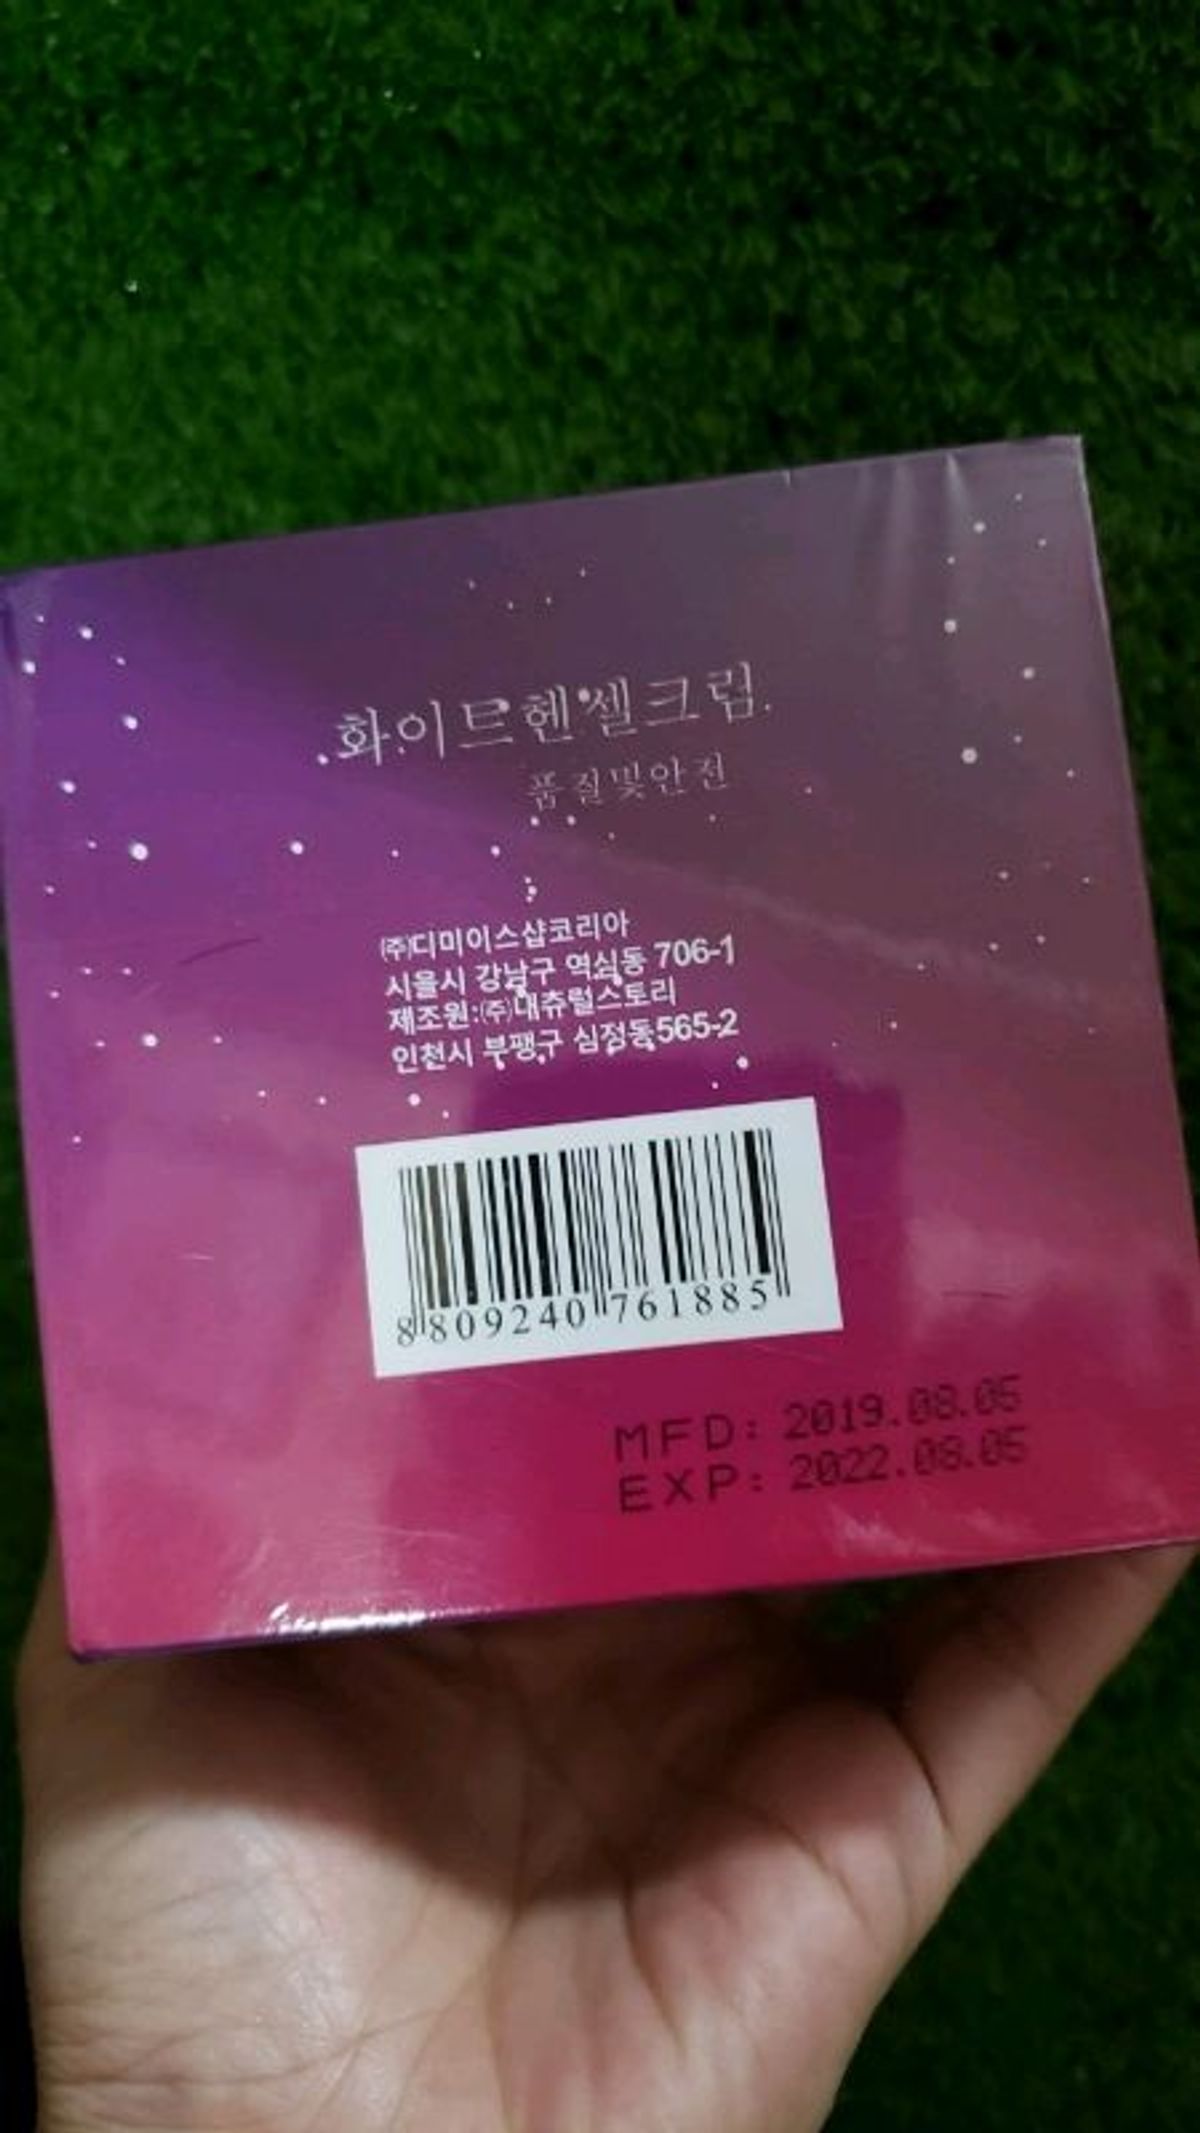 화이트헨셀크림
품질및안전
㈜디미이스샵코리아
시울시 강남구 역심동 706-1
제조원:㈜내츄럴스토리
인천시 부팽구 심정동565-2
8809240761885
MFD: 2019.08.05
EXP: 2022.08.05